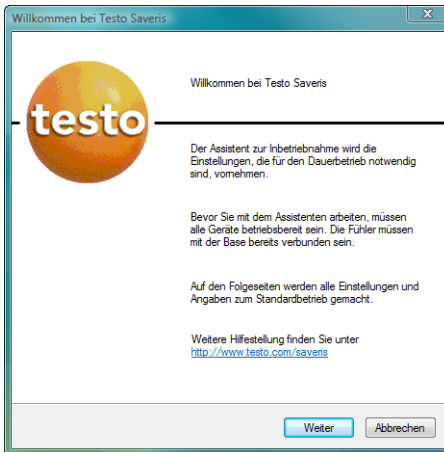 Willkommen bei Testo Saveris
X
testo
Willkommen bei Testo Saveris
Der Assistent zur Inbetriebnahme wird die
Einstellungen, die für den Dauerbetrieb notwendig
sind, vornehmen.
Bevor Sie mit dem Assistenten arbeiten, müssen
alle Geräte betriebsbereit sein. Die Fühler müssen
mit der Base bereits verbunden sein.
Auf den Folgeseiten werden alle Einstellungen und
Angaben zum Standardbetrieb gemacht.
Weitere Hilfestellung finden Sie unter
http://www.testo.com/saveris
Weiter
Abbrechen